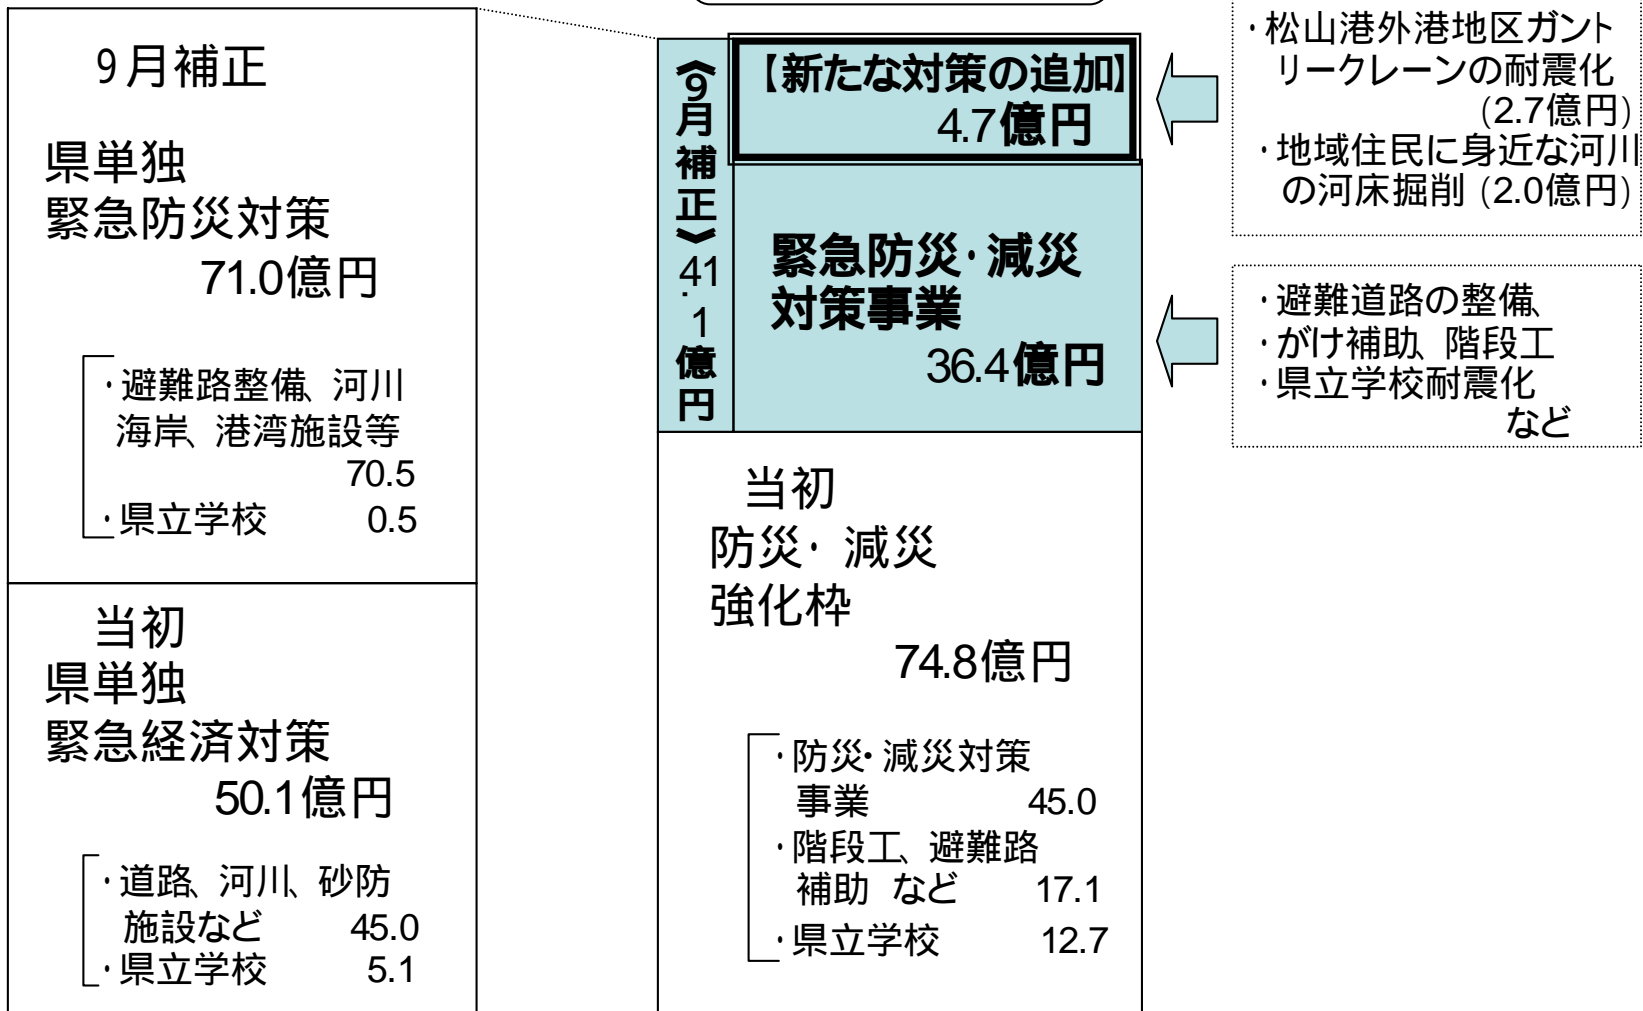 9月補正
県単独
緊急防災対策
71.0億円
・避難路整備、河川
海岸、港湾施設等
70.5
・県立学校 0.5
当初
県単独
緊急経済対策
50.1億円
・道路、河川、砂防
施設など 45.0
・県立学校 5.1
《9月補正》41.1億円
【新たな対策の追加】
4.7億円
緊急防災・減災
対策事業
36.4億円
当初
防災・減災
強化枠
74.8億円
・防災・減災対策
事業 45.0
・階段工、避難路
補助 など 17.1
・県立学校 12.7
・松山港外港地区ガント
リークレーンの耐震化
(2.7億円)
・地域住民に身近な河川
の河床掘削 (2.0億円)
・避難道路の整備、
・がけ補助、階段工
・県立学校耐震化
など